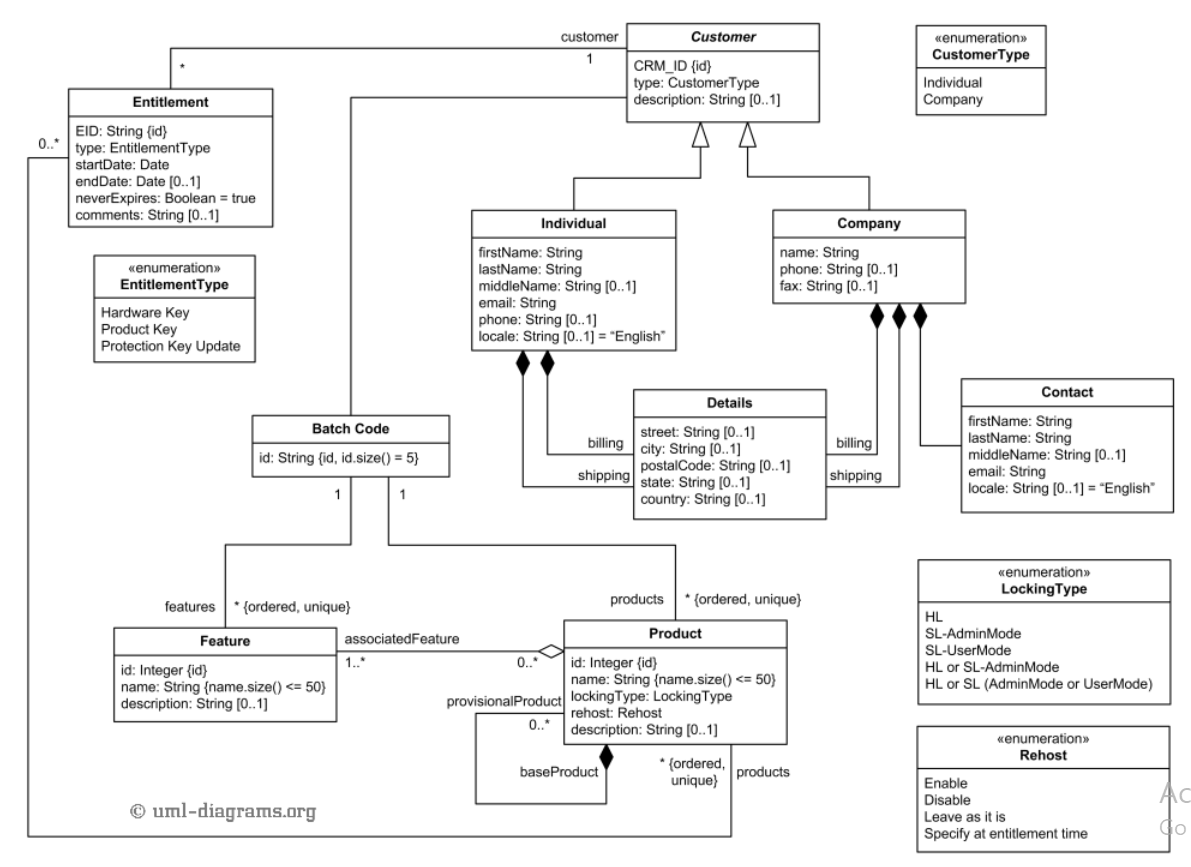 customer
1
*
Customer
CRM_ID {id}
type: CustomerType
description: String [0..1]
«enumeration»
CustomerType
Individual
Company
Entitlement
EID: String {id}
type: EntitlementType
startDate: Date
endDate: Date [0..1]
neverExpires: Boolean = true
comments: String [0..1]
0..*
«enumeration»
EntitlementType
Hardware Key
Product Key
Protection Key Update
Individual
firstName: String
lastName: String
middleName: String [0..1]
email: String
phone: String [0..1]
locale: String [0..1] = “English”
Company
name: String
phone: String [0..1]
fax: String [0..1]
Details
street: String [0..1]
city: String [0..1]
postalCode: String [0..1]
state: String [0..1]
country: String [0..1]
billing
shipping
billing
shipping
Contact
firstName: String
lastName: String
middleName: String [0..1]
email: String
locale: String [0..1] = “English”
Batch Code
id: String {id, id.size() = 5}
1
1
features
* {ordered, unique}
products
* {ordered, unique}
Feature
id: Integer {id}
name: String {name.size() <= 50}
description: String [0..1]
associatedFeature
1..*
0..*
Product
id: Integer {id}
name: String {name.size() <= 50}
lockingType: LockingType
rehost: Rehost
description: String [0..1]
provisionalProduct
0..*
baseProduct
* {ordered,
unique}
products
«enumeration»
LockingType
HL
SL-AdminMode
SL-UserMode
HL or SL-AdminMode
HL or SL (AdminMode or UserMode)
«enumeration»
Rehost
Enable
Disable
Leave as it is
Specify at entitlement time
© uml-diagrams.org
Ac
Go